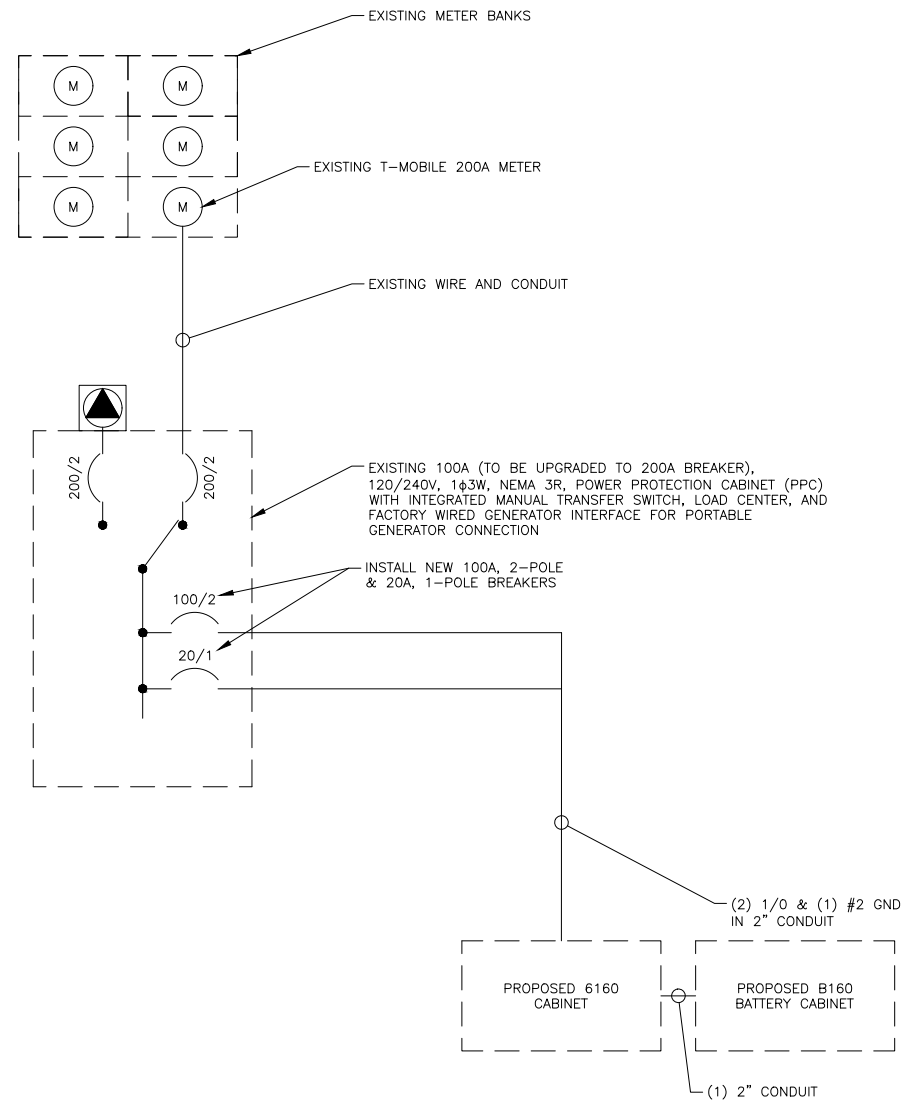 EXISTING METER BANKS
M
M
M
M
EXISTING T-MOBILE 200A METER
M
M
EXISTING WIRE AND CONDUIT
200/2
200/2
EXISTING 100A (TO BE UPGRADED TO 200A BREAKER),
120/240V, 1ϕ3W, NEMA 3R, POWER PROTECTION CABINET (PPC)
WITH INTEGRATED MANUAL TRANSFER SWITCH, LOAD CENTER, AND
FACTORY WIRED GENERATOR INTERFACE FOR PORTABLE
GENERATOR CONNECTION
INSTALL NEW 100A, 2-POLE
& 20A, 1-POLE BREAKERS
100/2
20/1
(2) 1/0 & (1) #2 GND
IN 2" CONDUIT
PROPOSED 6160
CABINET
PROPOSED B160
BATTERY CABINET
(1) 2" CONDUIT